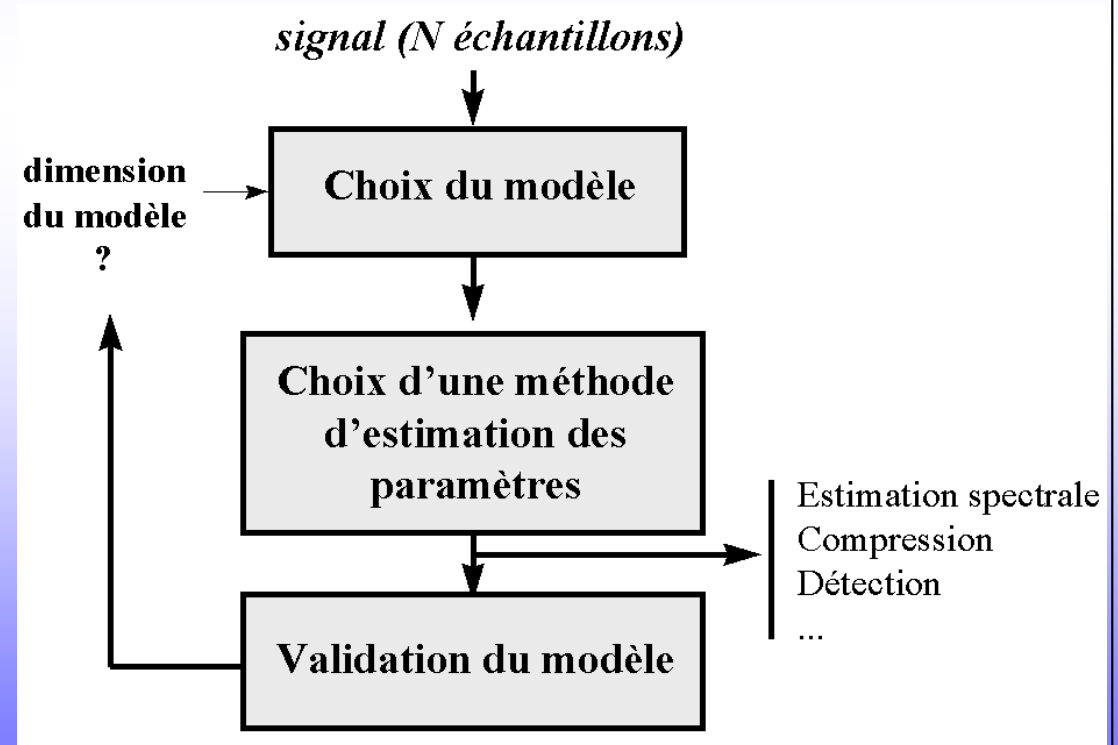 signal (N échantillons)
dimension
du modèle
?
Choix du modèle
Choix d’une méthode
d’estimation des
paramètres
Estimation spectrale
Compression
Détection
...
Validation du modèle